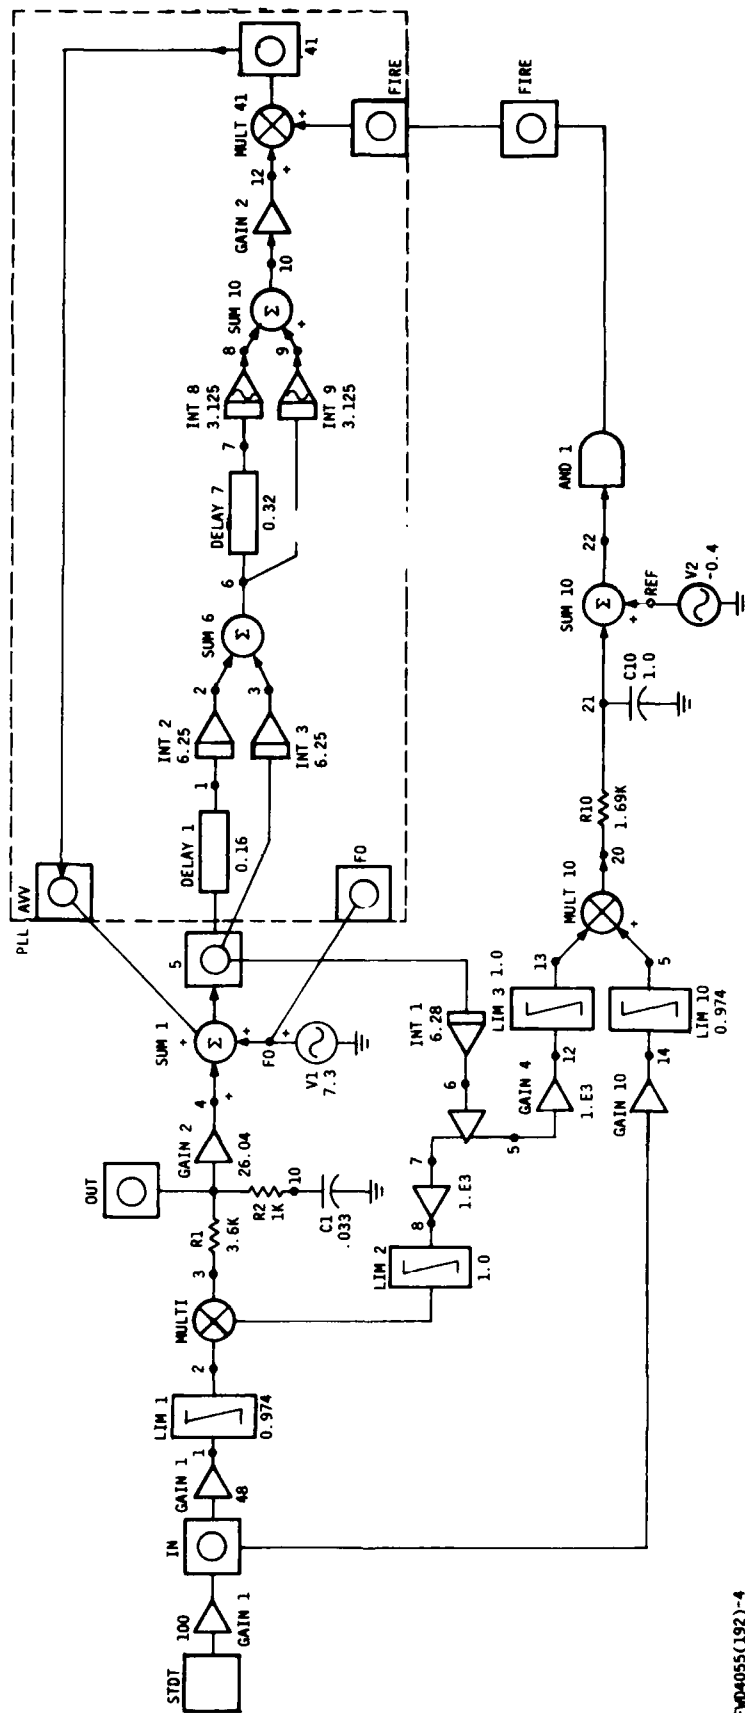 STDT
100
GAIN 1
IN
GAIN 1
48
1
LIM 1
0.974
2
MULTI
3
R1
3.6K
OUT
R2
1K
10
C1
.033
GAIN 2
26.04
4
+
SUM 1
+
Σ
+
FO
+
V1
7.3
5
PLL AVV
FO
DELAY 1
0.16
1
INT 2
6.25
2
INT 3
6.25
3
SUM 6
Σ
6
DELAY 7
0.32
7
INT 8
3.125
8
INT 9
3.125
9
SUM 10
Σ
+
10
GAIN 2
12
+
MULT 41
+
41
FIRE
FIRE
INT 1
6.28
6
5
7
1.E3
8
LIM 2
1.0
GAIN 4
1.E3
12
LIM 3 1.0
13
GAIN 10
14
LIM 10
0.974
5
MULT 10
+
20
R10
1.69K
21
C10
1.0
SUM 10
Σ
+
REF
V2
-0.4
22
AND 1
FWD4055(192)-4